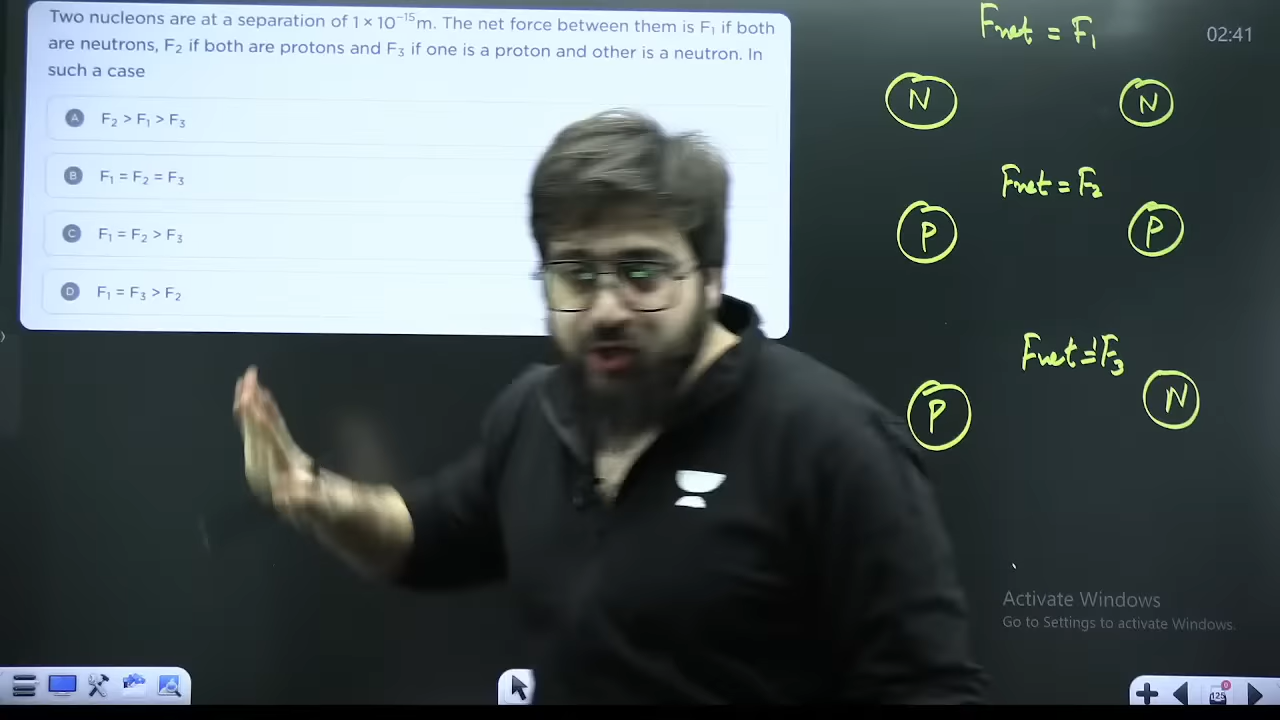 Two nucleons are at a separation of 1 × 10⁻¹⁵m. The net force between them is F₁ if both
are neutrons, F₂ if both are protons and F₃ if one is a proton and other is a neutron. In
such a case
A F₂ > F₁ > F₃
B F₁ = F₂ = F₃
C F₁ = F₂ > F₃
D F₁ = F₃ > F₂
Fnet = F₁
02:41
N N
Fnet = F₂
P P
Fnet = F₃
P N
Activate Windows
Go to Settings to activate Windows.
125